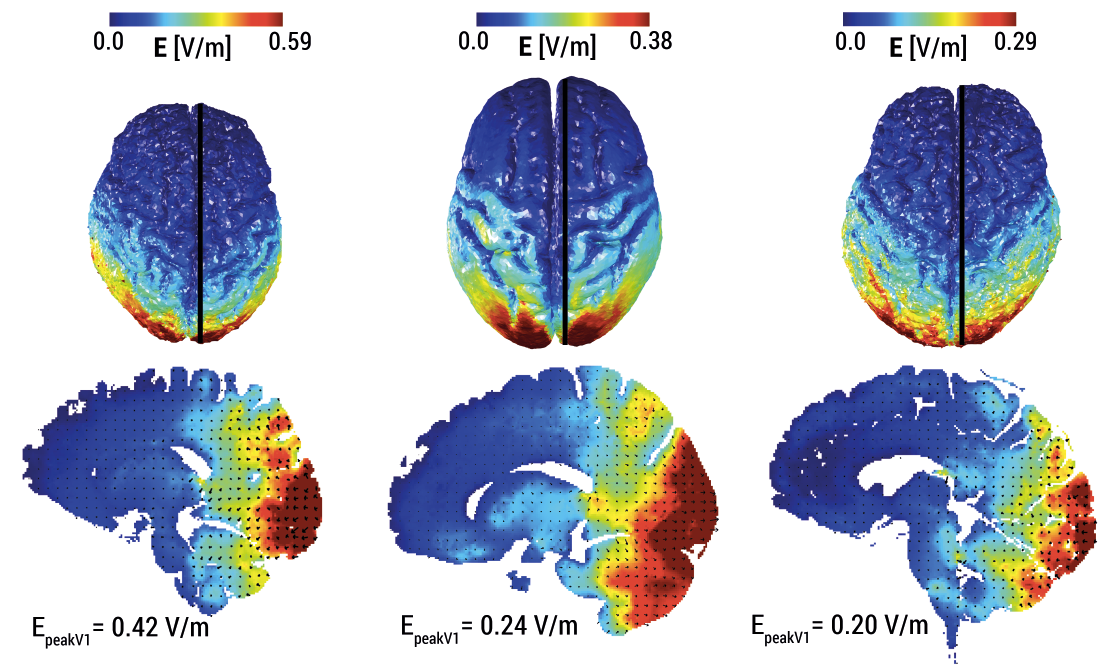 0.0 E [V/m] 0.59
0.0 E [V/m] 0.38
0.0 E [V/m] 0.29
EpeakV1= 0.42 V/m
EpeakV1= 0.24 V/m
EpeakV1= 0.20 V/m